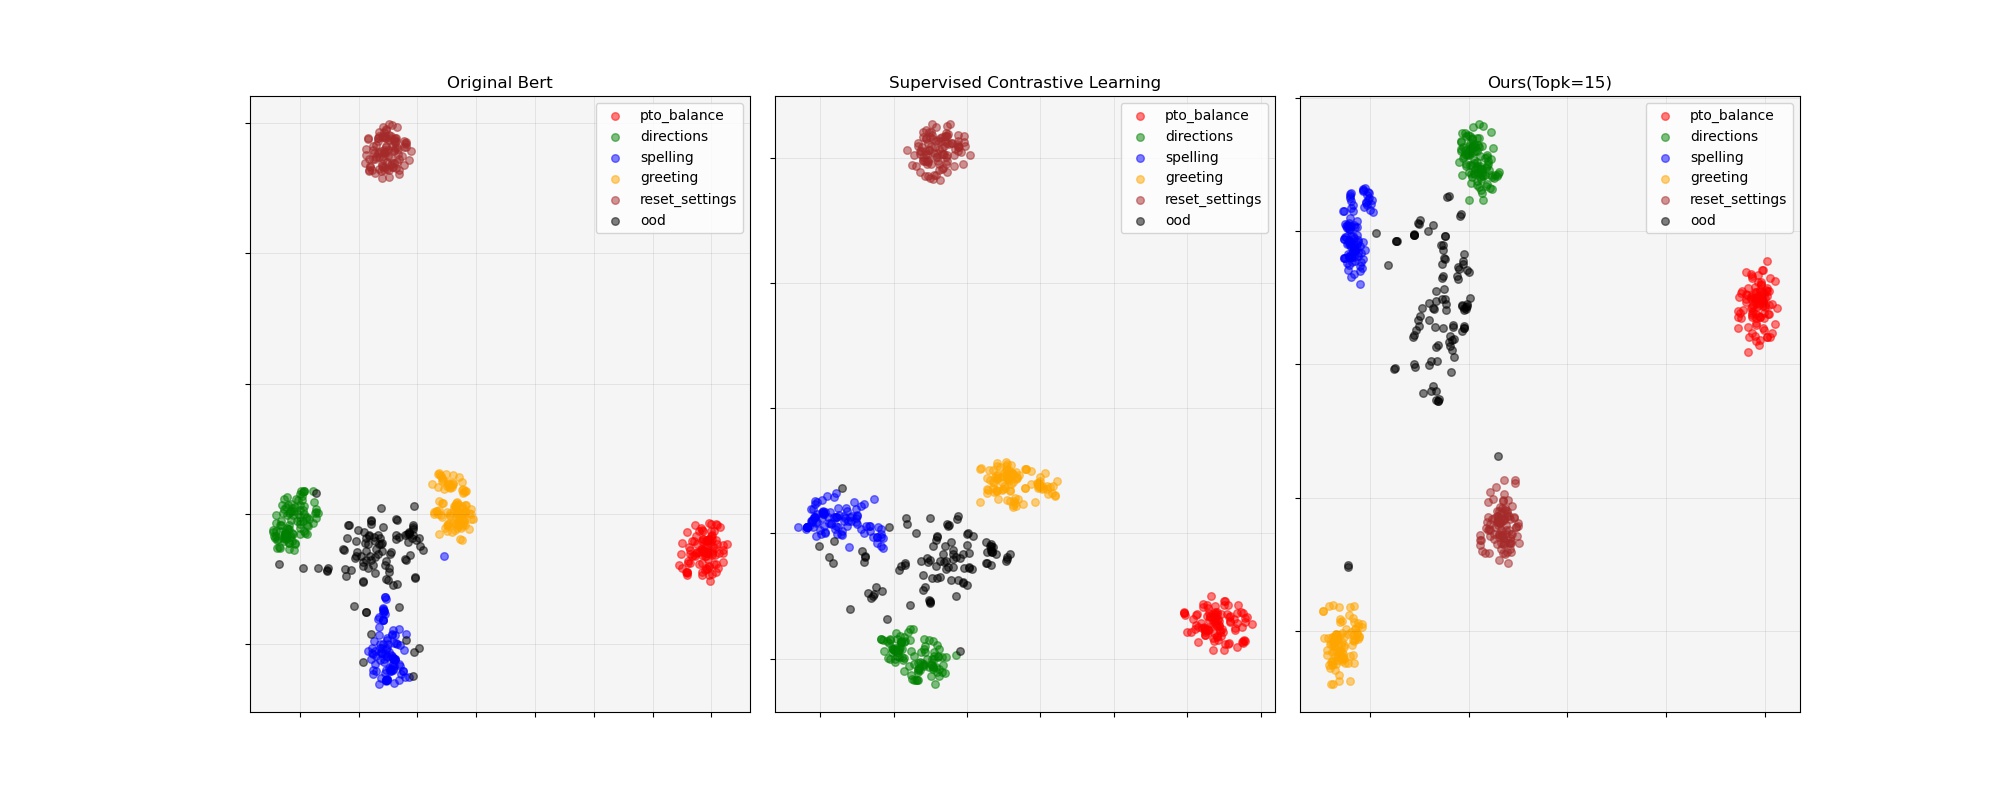 Original Bert
pto_balance
directions
spelling
greeting
reset_settings
ood
Supervised Contrastive Learning
pto_balance
directions
spelling
greeting
reset_settings
ood
Ours(Topk=15)
pto_balance
directions
spelling
greeting
reset_settings
ood